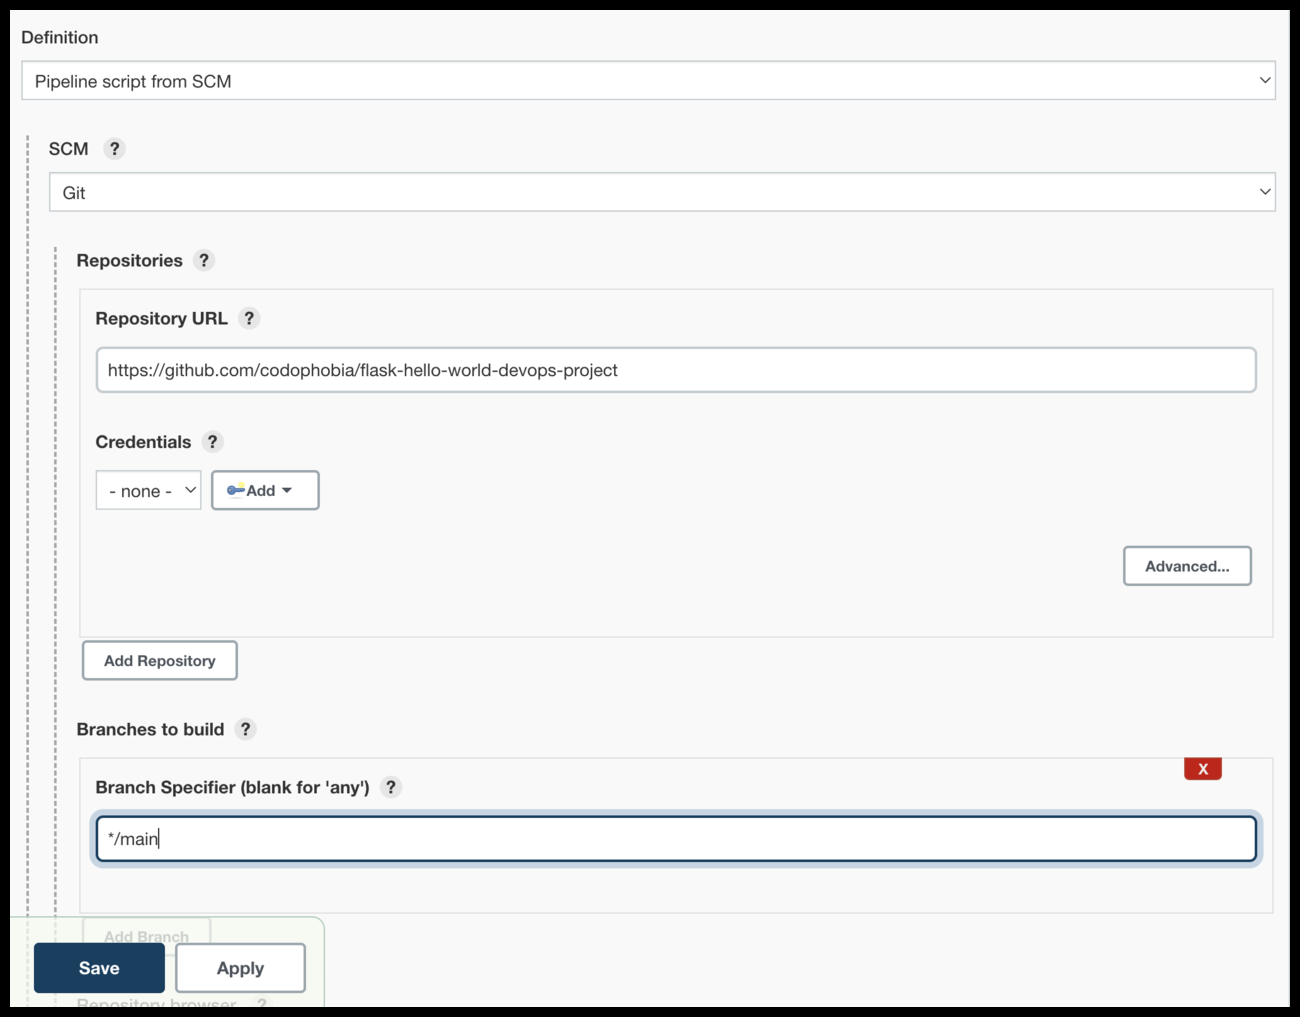 Definition
Pipeline script from SCM
SCM ?
Git
Repositories ?
Repository URL ?
https://github.com/codophobia/flask-hello-world-devops-project
Credentials ?
- none - Add
Advanced...
Add Repository
Branches to build ?
X
Branch Specifier (blank for 'any') ?
*/main
Add Branch
Save Apply
Repository browser ?